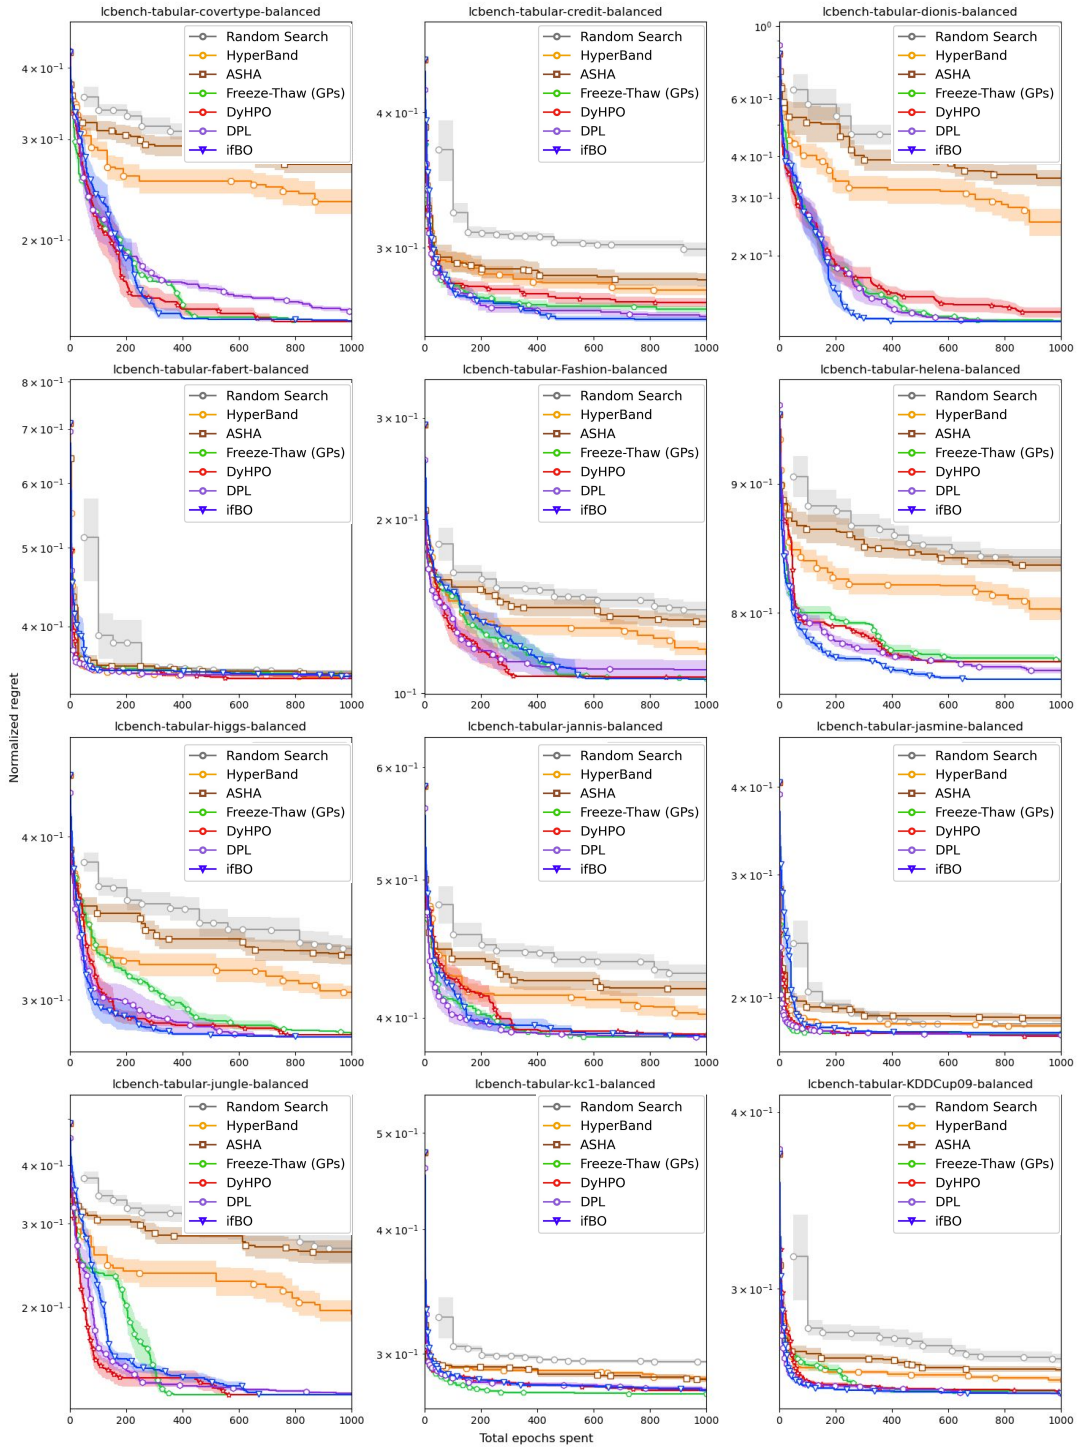 lcbench-tabular-covertype-balanced
Random Search
HyperBand
ASHA
Freeze-Thaw (GPs)
DyHPO
DPL
ifBO
4 × 10⁻¹
3 × 10⁻¹
2 × 10⁻¹
0 200 400 600 800 1000
lcbench-tabular-credit-balanced
Random Search
HyperBand
ASHA
Freeze-Thaw (GPs)
DyHPO
DPL
ifBO
4 × 10⁻¹
3 × 10⁻¹
0 200 400 600 800 1000
lcbench-tabular-dionis-balanced
Random Search
HyperBand
ASHA
Freeze-Thaw (GPs)
DyHPO
DPL
ifBO
10⁰
6 × 10⁻¹
4 × 10⁻¹
3 × 10⁻¹
2 × 10⁻¹
0 200 400 600 800 1000
lcbench-tabular-fabert-balanced
Random Search
HyperBand
ASHA
Freeze-Thaw (GPs)
DyHPO
DPL
ifBO
8 × 10⁻¹
7 × 10⁻¹
6 × 10⁻¹
5 × 10⁻¹
4 × 10⁻¹
0 200 400 600 800 1000
lcbench-tabular-Fashion-balanced
Random Search
HyperBand
ASHA
Freeze-Thaw (GPs)
DyHPO
DPL
ifBO
3 × 10⁻¹
2 × 10⁻¹
10⁻¹
0 200 400 600 800 1000
lcbench-tabular-helena-balanced
Random Search
HyperBand
ASHA
Freeze-Thaw (GPs)
DyHPO
DPL
ifBO
9 × 10⁻¹
8 × 10⁻¹
0 200 400 600 800 1000
Normalized regret
lcbench-tabular-higgs-balanced
Random Search
HyperBand
ASHA
Freeze-Thaw (GPs)
DyHPO
DPL
ifBO
4 × 10⁻¹
3 × 10⁻¹
0 200 400 600 800 1000
lcbench-tabular-jannis-balanced
Random Search
HyperBand
ASHA
Freeze-Thaw (GPs)
DyHPO
DPL
ifBO
6 × 10⁻¹
5 × 10⁻¹
4 × 10⁻¹
0 200 400 600 800 1000
lcbench-tabular-jasmine-balanced
Random Search
HyperBand
ASHA
Freeze-Thaw (GPs)
DyHPO
DPL
ifBO
4 × 10⁻¹
3 × 10⁻¹
2 × 10⁻¹
0 200 400 600 800 1000
lcbench-tabular-jungle-balanced
Random Search
HyperBand
ASHA
Freeze-Thaw (GPs)
DyHPO
DPL
ifBO
4 × 10⁻¹
3 × 10⁻¹
2 × 10⁻¹
0 200 400 600 800 1000
lcbench-tabular-kc1-balanced
Random Search
HyperBand
ASHA
Freeze-Thaw (GPs)
DyHPO
DPL
ifBO
5 × 10⁻¹
4 × 10⁻¹
3 × 10⁻¹
0 200 400 600 800 1000
lcbench-tabular-KDDCup09-balanced
Random Search
HyperBand
ASHA
Freeze-Thaw (GPs)
DyHPO
DPL
ifBO
4 × 10⁻¹
3 × 10⁻¹
0 200 400 600 800 1000
Total epochs spent